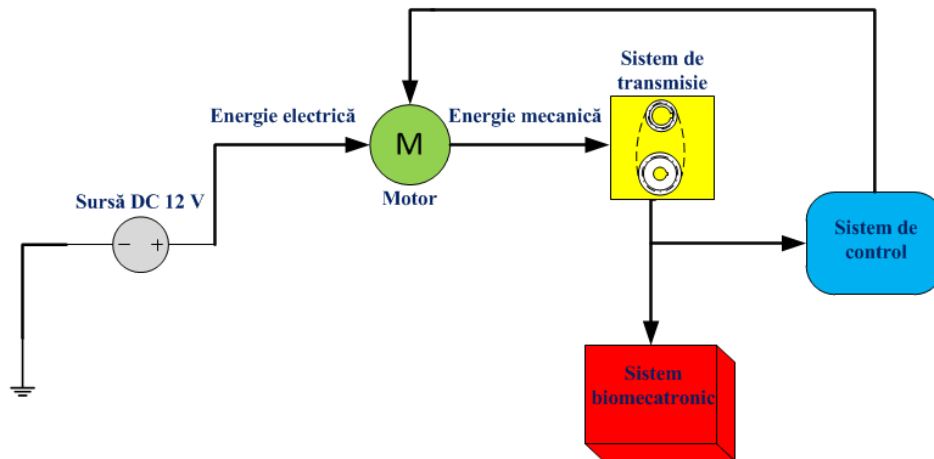 Sistem de
transmisie
Energie electrică
Energie mecanică
M
Motor
Sursă DC 12 V
− +
Sistem de
control
Sistem
biomecatronic